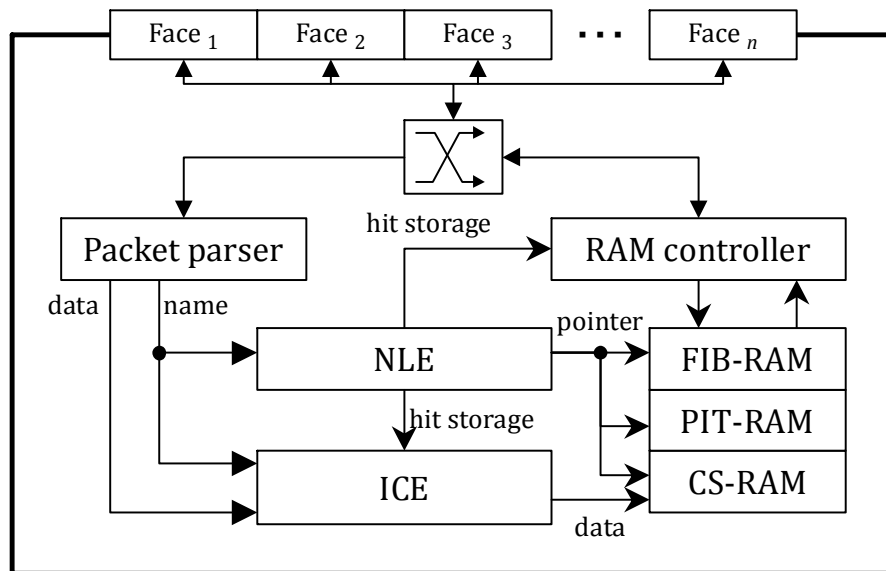 Face 1 Face 2 Face 3 ··· Face n
hit storage
Packet parser RAM controller
data name
pointer
NLE FIB-RAM
hit storage PIT-RAM
ICE CS-RAM
data